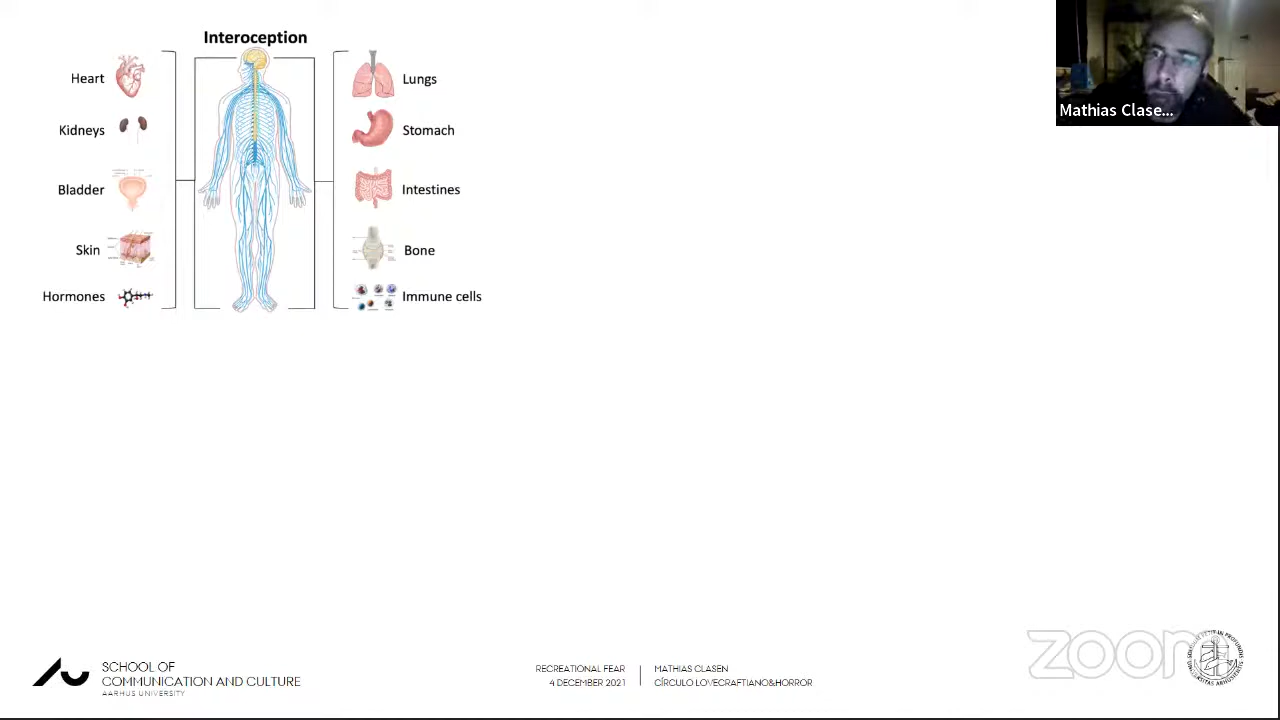 Interoception
Heart
Kidneys
Bladder
Skin
Hormones
Lungs
Stomach
Intestines
Bone
Immune cells
Mathias Clase...
SCHOOL OF
COMMUNICATION AND CULTURE
AARHUS UNIVERSITY
RECREATIONAL FEAR
4 DECEMBER 2021
MATHIAS CLASEN
CÍRCULO LOVECRAFTIANO&HORROR
zoom